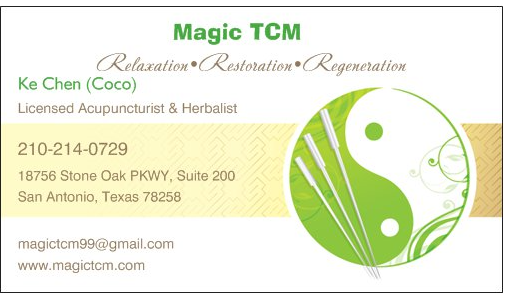 Magic TCM
Relaxation•Restoration•Regeneration
Ke Chen (Coco)
Licensed Acupuncturist & Herbalist
210-214-0729
18756 Stone Oak PKWY, Suite 200
San Antonio, Texas 78258
magictcm99@gmail.com
www.magictcm.com